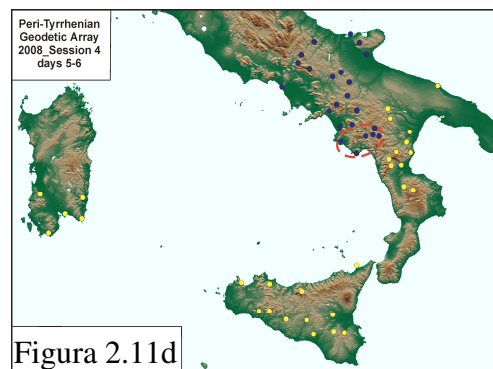 Peri-Tyrrhenian
Geodetic Array
2008_Session 4
days 5-6
Figura 2.11d